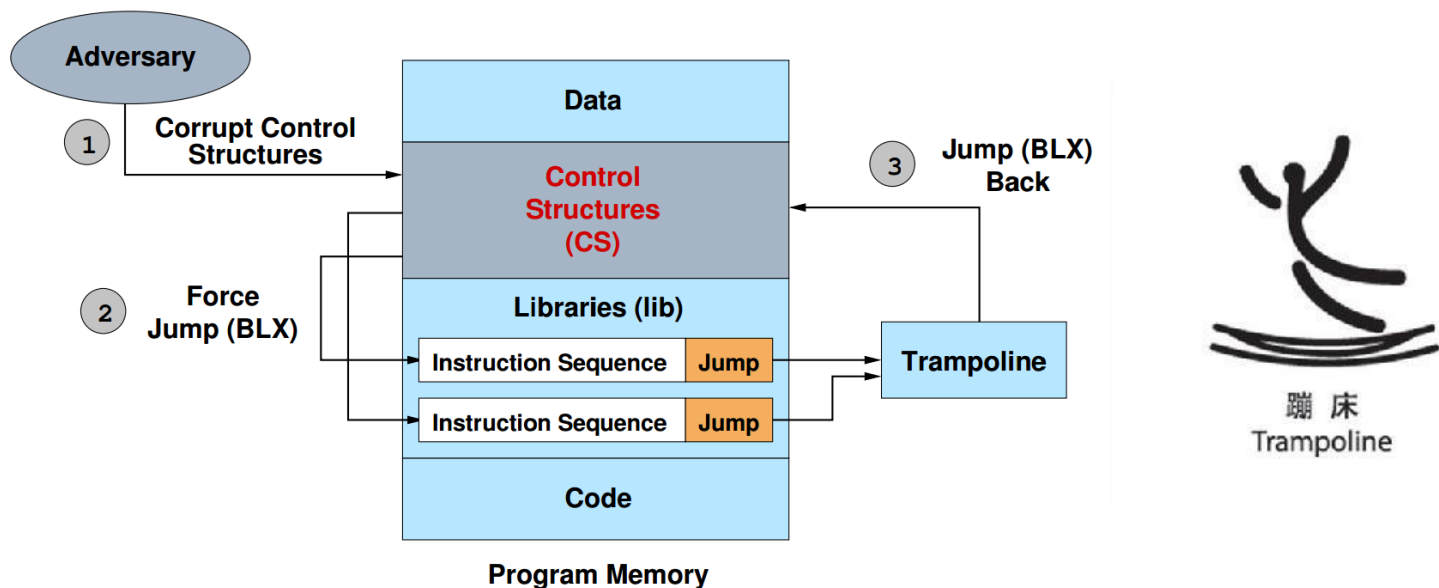 Adversary
1
Corrupt Control
Structures
Data
Control
Structures
(CS)
3
Jump (BLX)
Back
2
Force
Jump (BLX)
Libraries (lib)
Instruction Sequence
Jump
Instruction Sequence
Jump
Trampoline
Code
Program Memory
蹦 床
Trampoline